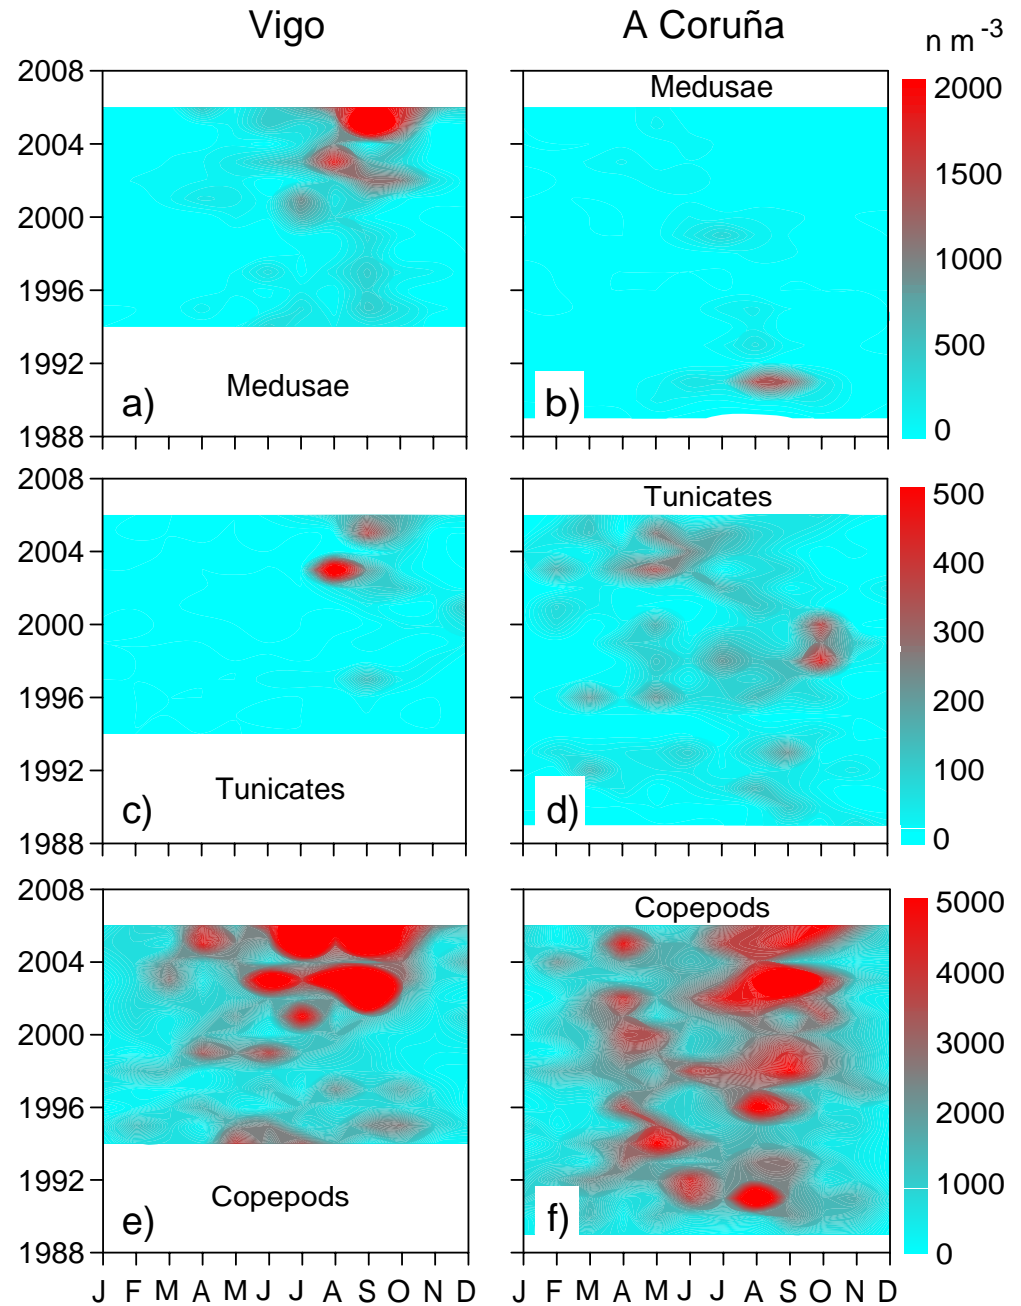 Vigo
A Coruña
n m-3
2008
2004
2000
1996
1992
1988
Medusae
a)
Medusae
b)
2000
1500
1000
500
0
2008
2004
2000
1996
1992
1988
Tunicates
c)
Tunicates
d)
500
400
300
200
100
0
2008
2004
2000
1996
1992
1988
Copepods
e)
Copepods
f)
5000
4000
3000
2000
1000
0
J F M A M J J A S O N D
J F M A M J J A S O N D